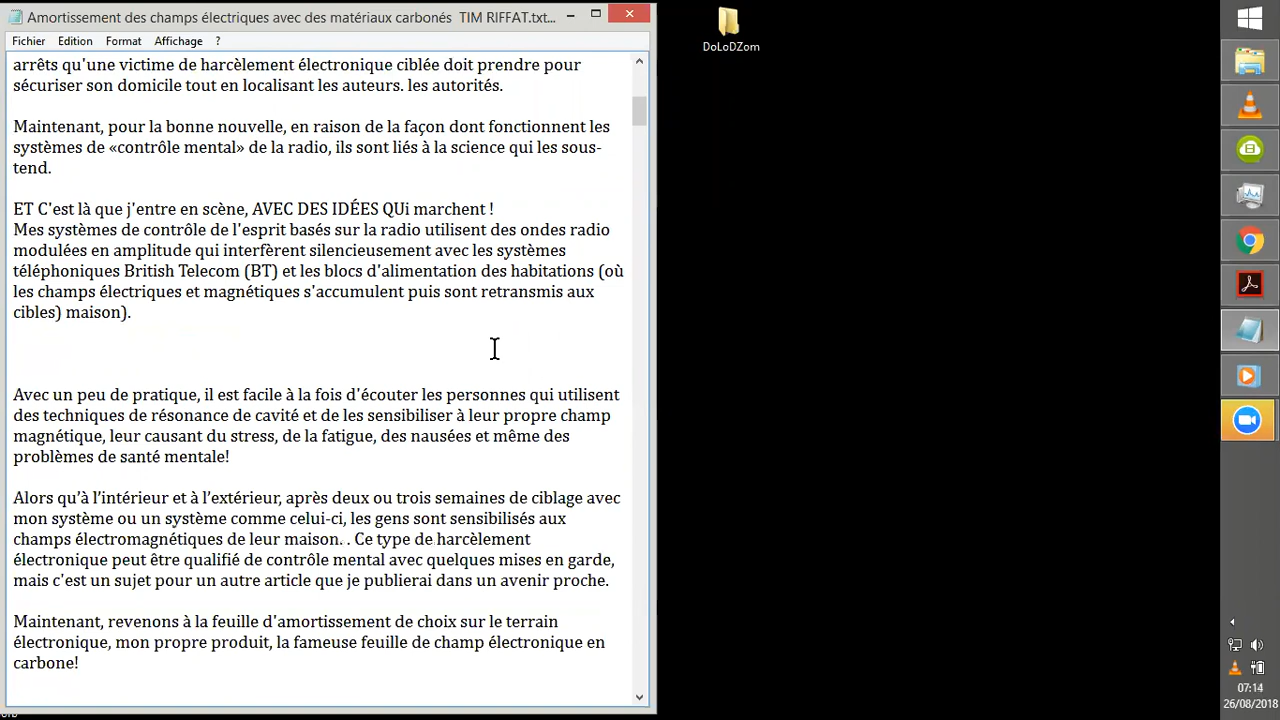 Amortissement des champs électriques avec des matériaux carbonés  TIM RIFFAT.txt...
Fichier Edition Format Affichage ?
arrêts qu'une victime de harcèlement électronique ciblée doit prendre pour
sécuriser son domicile tout en localisant les auteurs. les autorités.
Maintenant, pour la bonne nouvelle, en raison de la façon dont fonctionnent les
systèmes de «contrôle mental» de la radio, ils sont liés à la science qui les sous-
tend.
ET C'est là que j'entre en scène, AVEC DES IDÉES QUi marchent !
Mes systèmes de contrôle de l'esprit basés sur la radio utilisent des ondes radio
modulées en amplitude qui interfèrent silencieusement avec les systèmes
téléphoniques British Telecom (BT) et les blocs d'alimentation des habitations (où
les champs électriques et magnétiques s'accumulent puis sont retransmis aux
cibles) maison).
Avec un peu de pratique, il est facile à la fois d'écouter les personnes qui utilisent
des techniques de résonance de cavité et de les sensibiliser à leur propre champ
magnétique, leur causant du stress, de la fatigue, des nausées et même des
problèmes de santé mentale!
Alors qu’à l’intérieur et à l’extérieur, après deux ou trois semaines de ciblage avec
mon système ou un système comme celui-ci, les gens sont sensibilisés aux
champs électromagnétiques de leur maison. . Ce type de harcèlement
électronique peut être qualifié de contrôle mental avec quelques mises en garde,
mais c'est un sujet pour un autre article que je publierai dans un avenir proche.
Maintenant, revenons à la feuille d'amortissement de choix sur le terrain
électronique, mon propre produit, la fameuse feuille de champ électronique en
carbone!
DoLoDZom
07:14
26/08/2018